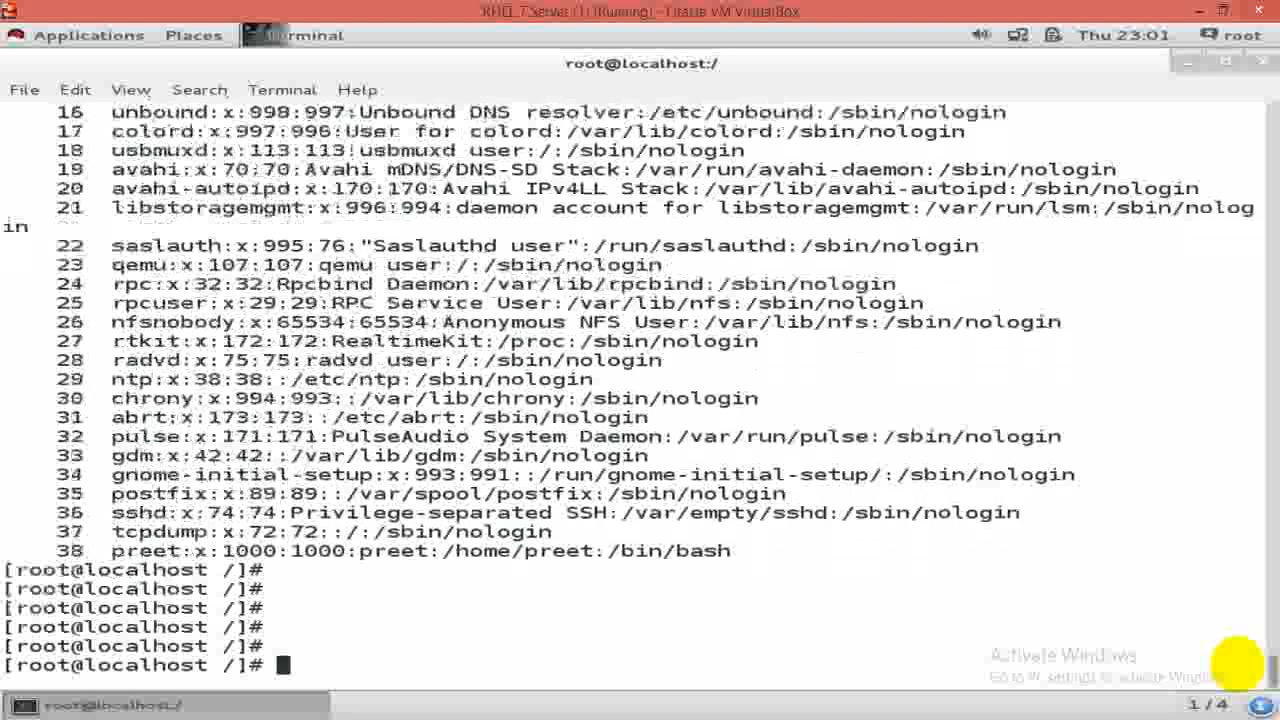 RHEL_7 Server (1) [Running] - Oracle VM VirtualBox
Applications Places Terminal Thu 23:01 root
root@localhost:/
File Edit View Search Terminal Help
16 unbound:x:998:997:Unbound DNS resolver:/etc/unbound:/sbin/nologin
17 colord:x:997:996:User for colord:/var/lib/colord:/sbin/nologin
18 usbmuxd:x:113:113:usbmuxd user:/:/sbin/nologin
19 avahi:x:70:70:Avahi mDNS/DNS-SD Stack:/var/run/avahi-daemon:/sbin/nologin
20 avahi-autoipd:x:170:170:Avahi IPv4LL Stack:/var/lib/avahi-autoipd:/sbin/nologin
21 libstoragemgmt:x:996:994:daemon account for libstoragemgmt:/var/run/lsm:/sbin/nolog
in
22 saslauth:x:995:76:"Saslauthd user":/run/saslauthd:/sbin/nologin
23 qemu:x:107:107:qemu user:/:/sbin/nologin
24 rpc:x:32:32:Rpcbind Daemon:/var/lib/rpcbind:/sbin/nologin
25 rpcuser:x:29:29:RPC Service User:/var/lib/nfs:/sbin/nologin
26 nfsnobody:x:65534:65534:Anonymous NFS User:/var/lib/nfs:/sbin/nologin
27 rtkit:x:172:172:RealtimeKit:/proc:/sbin/nologin
28 radvd:x:75:75:radvd user:/:/sbin/nologin
29 ntp:x:38:38::/etc/ntp:/sbin/nologin
30 chrony:x:994:993::/var/lib/chrony:/sbin/nologin
31 abrt:x:173:173::/etc/abrt:/sbin/nologin
32 pulse:x:171:171:PulseAudio System Daemon:/var/run/pulse:/sbin/nologin
33 gdm:x:42:42::/var/lib/gdm:/sbin/nologin
34 gnome-initial-setup:x:993:991::/run/gnome-initial-setup/:/sbin/nologin
35 postfix:x:89:89::/var/spool/postfix:/sbin/nologin
36 sshd:x:74:74:Privilege-separated SSH:/var/empty/sshd:/sbin/nologin
37 tcpdump:x:72:72::/:/sbin/nologin
38 preet:x:1000:1000:preet:/home/preet:/bin/bash
[root@localhost /]#
[root@localhost /]#
[root@localhost /]#
[root@localhost /]#
[root@localhost /]#
[root@localhost /]#
Activate Windows
Go to PC settings to activate Windows
root@localhost:/ 1 / 4